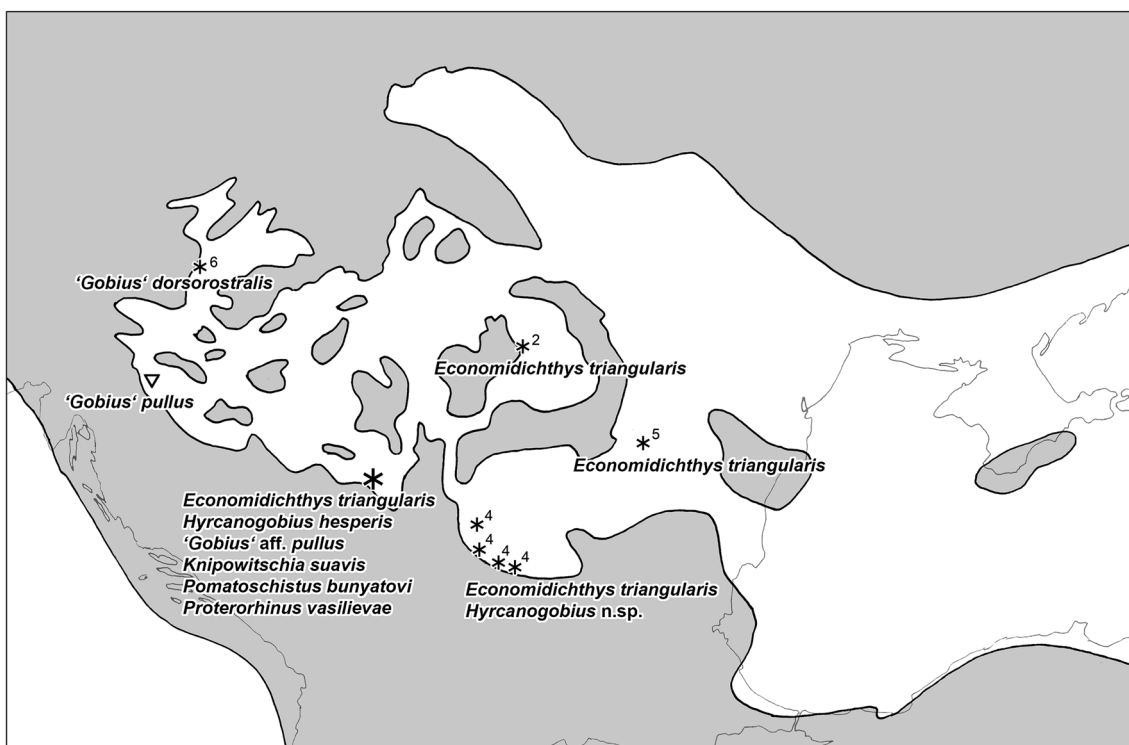 6
‘Gobius‘ dorsorostralis
2
Economidichthys triangularis
‘Gobius‘ pullus
5
Economidichthys triangularis
Economidichthys triangularis
Hyrcanogobius hesperis
‘Gobius‘ aff. pullus
Knipowitschia suavis
Pomatoschistus bunyatovi
Proterorhinus vasilievae
4
4
4
4
Economidichthys triangularis
Hyrcanogobius n.sp.